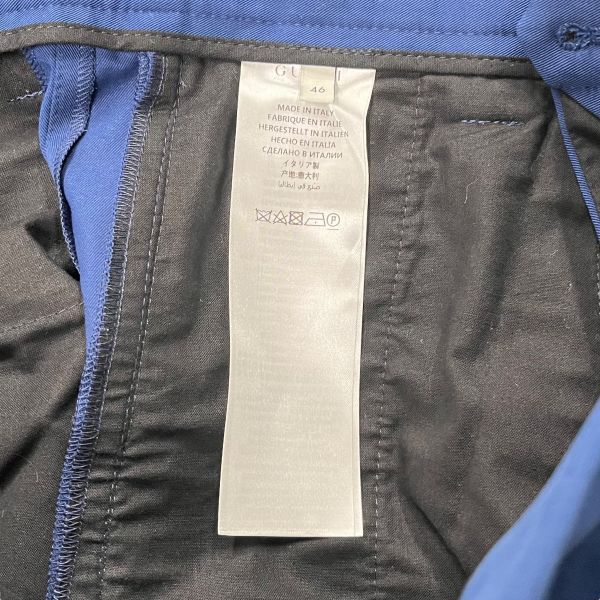 46
MADE IN ITALY
FABRIQUE EN ITALIE
HERGESTELLT IN ITALIEN
HECHO EN ITALIA
СДЕЛАНО В ИТАЛИИ
イタリア製
产地:意大利
صنع في إيطاليا
P